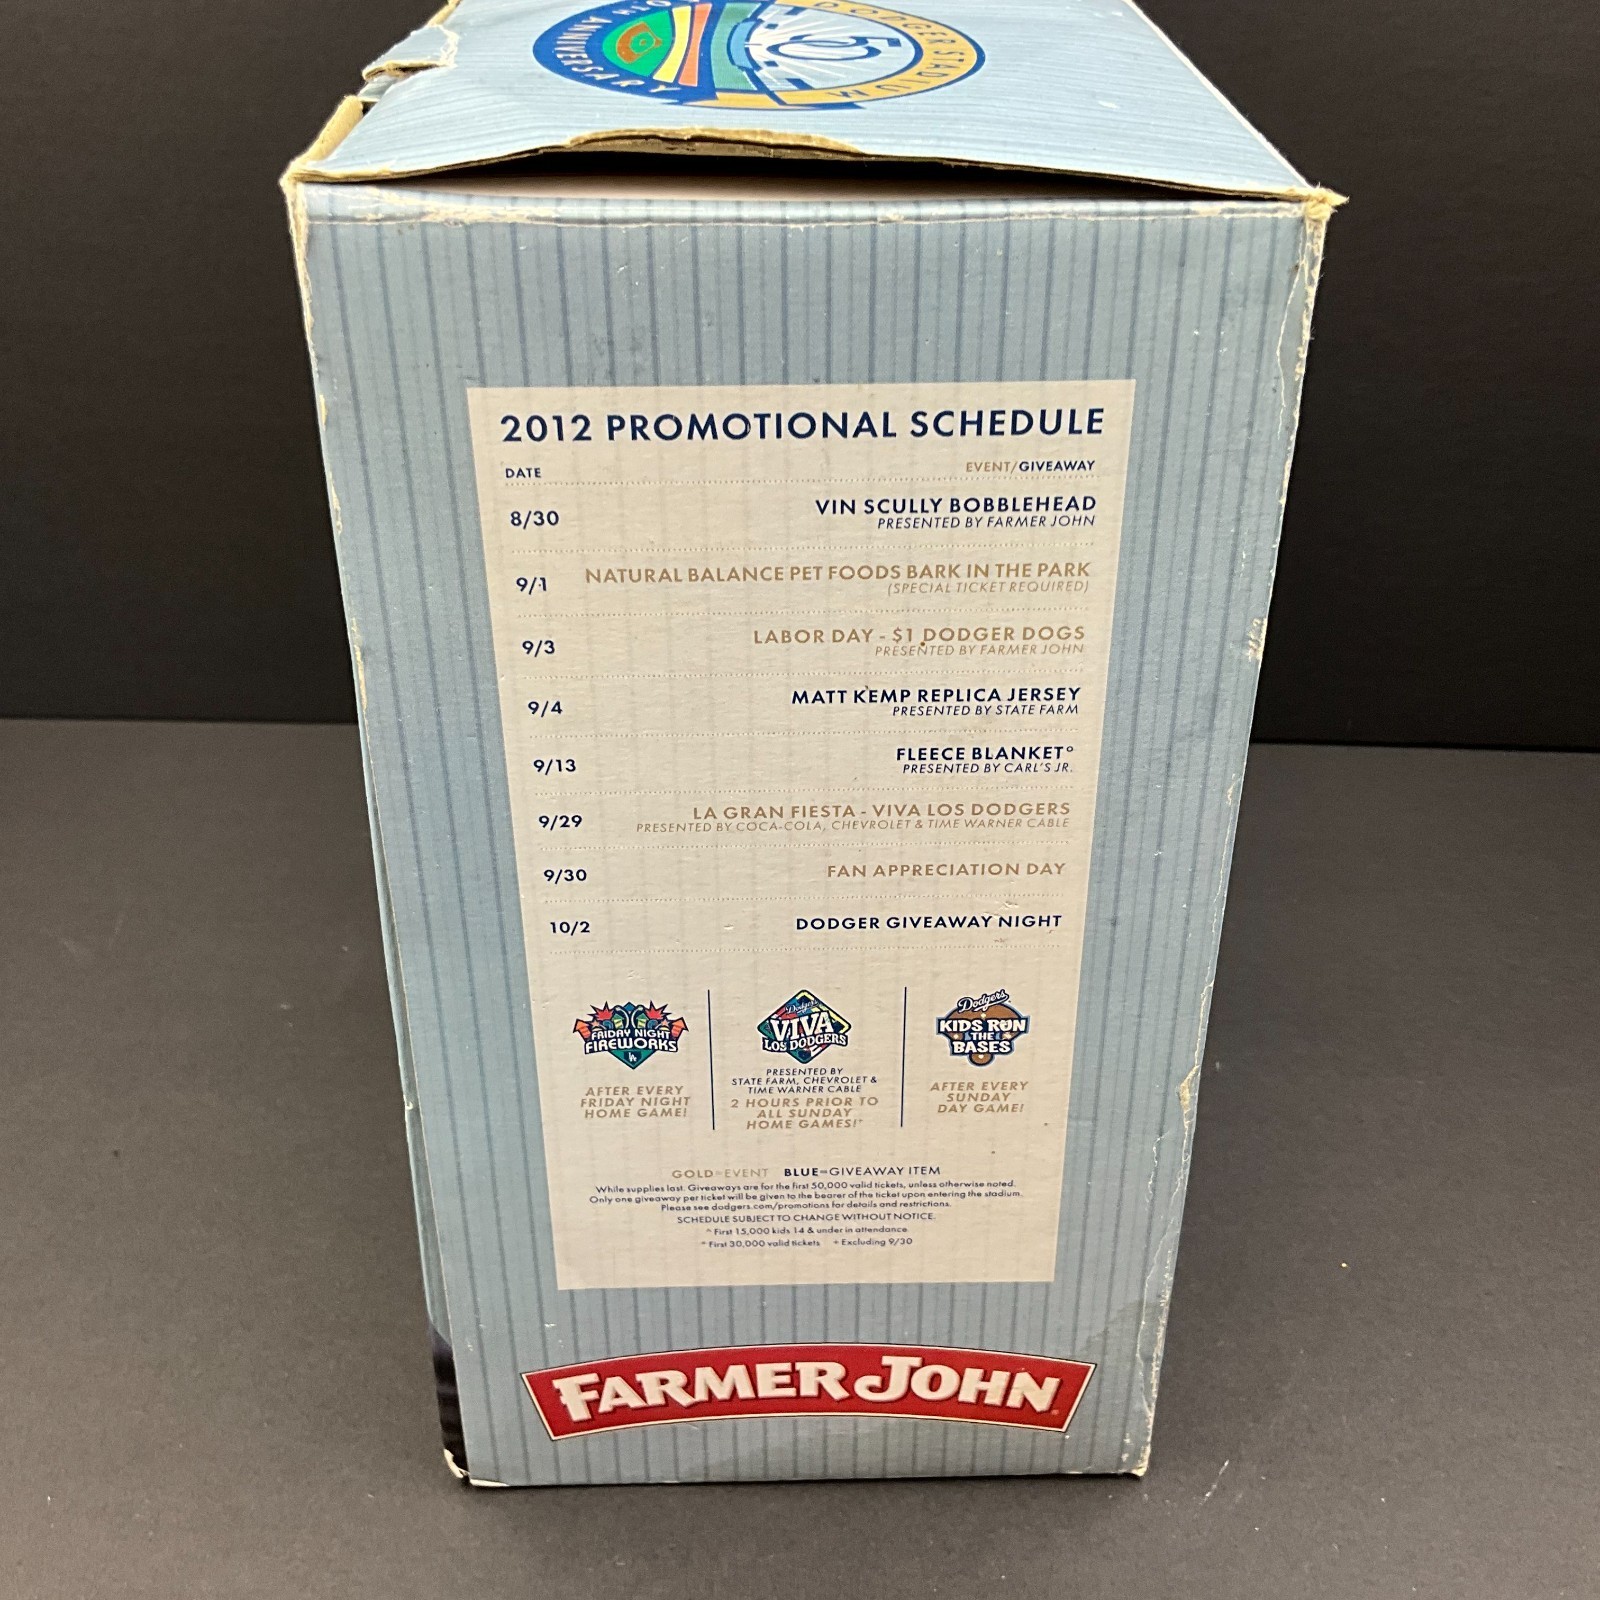 50TH ANNIVERSARY
DODGER STADIUM
50
2012 PROMOTIONAL SCHEDULE
DATE EVENT/GIVEAWAY
8/30 VIN SCULLY BOBBLEHEAD
PRESENTED BY FARMER JOHN
9/1 NATURAL BALANCE PET FOODS BARK IN THE PARK
(SPECIAL TICKET REQUIRED)
9/3 LABOR DAY - $1 DODGER DOGS
PRESENTED BY FARMER JOHN
9/4 MATT KEMP REPLICA JERSEY
PRESENTED BY STATE FARM
9/13 FLEECE BLANKET°
PRESENTED BY CARL'S JR.
9/29 LA GRAN FIESTA - VIVA LOS DODGERS
PRESENTED BY COCA-COLA, CHEVROLET & TIME WARNER CABLE
9/30 FAN APPRECIATION DAY
10/2 DODGER GIVEAWAY NIGHT
FRIDAY NIGHT
FIREWORKS
LA
AFTER EVERY
FRIDAY NIGHT
HOME GAME!
Dodgers
VIVA
LOS DODGERS
PRESENTED BY
STATE FARM, CHEVROLET &
TIME WARNER CABLE
2 HOURS PRIOR TO
ALL SUNDAY
HOME GAMES!+
Dodgers
KIDS RUN
THE
BASES
AFTER EVERY
SUNDAY
DAY GAME!
GOLD=EVENT BLUE=GIVEAWAY ITEM
While supplies last. Giveaways are for the first 50,000 valid tickets, unless otherwise noted.
Only one giveaway per ticket will be given to the bearer of the ticket upon entering the stadium.
Please see dodgers.com/promotions for details and restrictions.
SCHEDULE SUBJECT TO CHANGE WITHOUT NOTICE.
^ First 15,000 kids 14 & under in attendance
° First 30,000 valid tickets + Excluding 9/30
FARMER JOHN